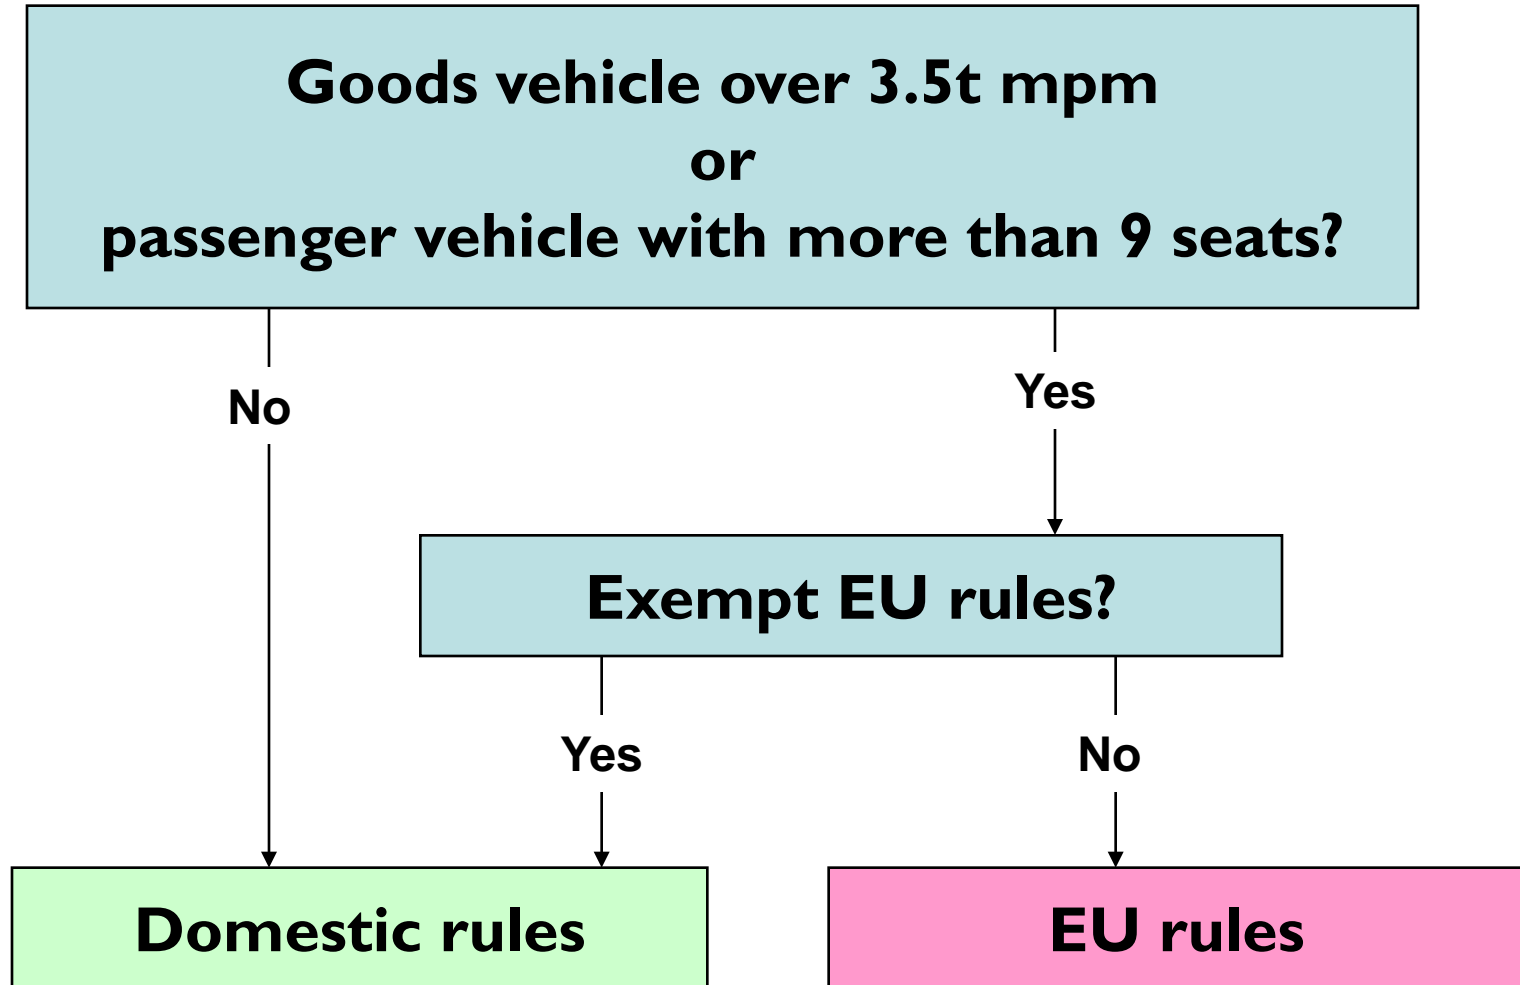 Goods vehicle over 3.5t mpm
or
passenger vehicle with more than 9 seats?
No
Yes
Exempt EU rules?
Yes
No
Domestic rules
EU rules